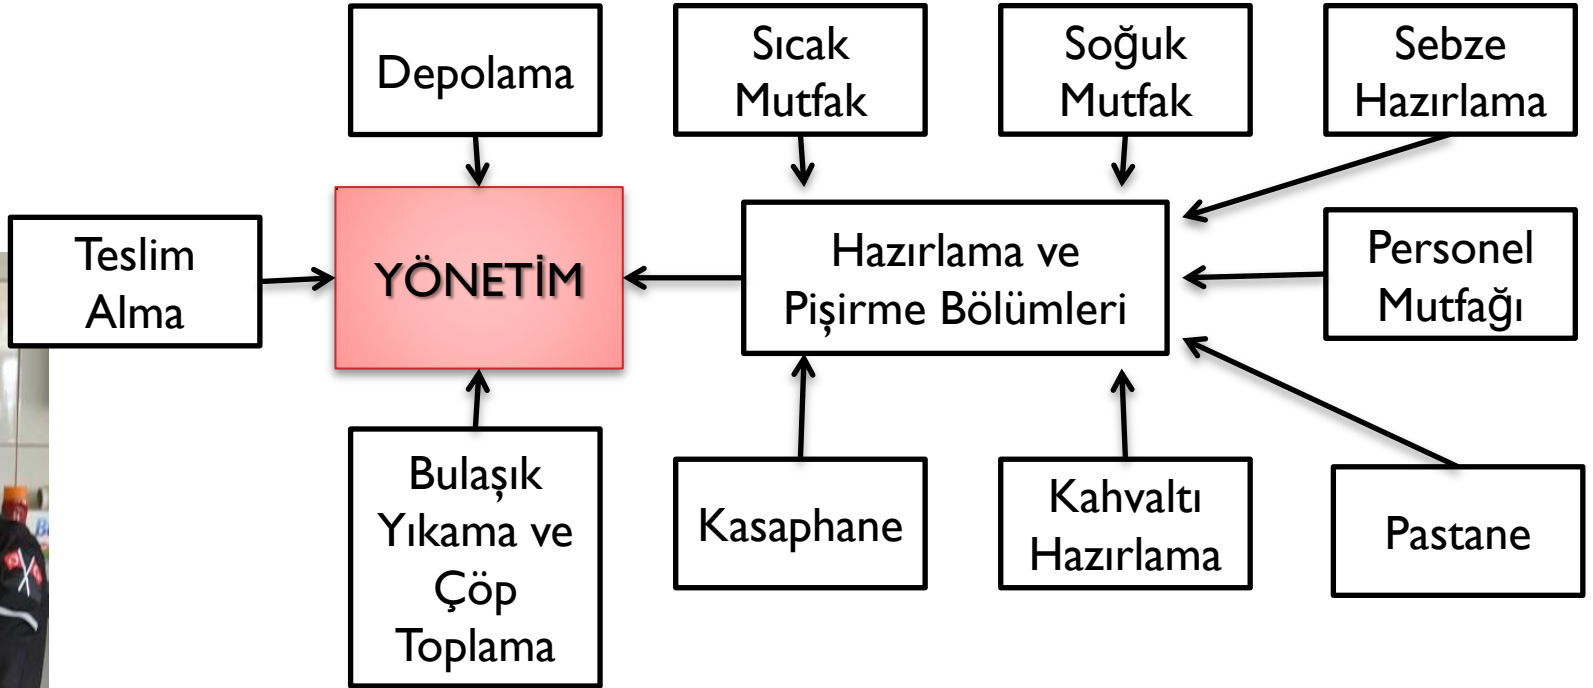 Depolama
Sıcak
Mutfak
Soğuk
Mutfak
Sebze
Hazırlama
Teslim
Alma
YÖNETİM
Hazırlama ve
Pişirme Bölümleri
Personel
Mutfağı
Bulaşık
Yıkama ve
Çöp
Toplama
Kasaphane
Kahvaltı
Hazırlama
Pastane